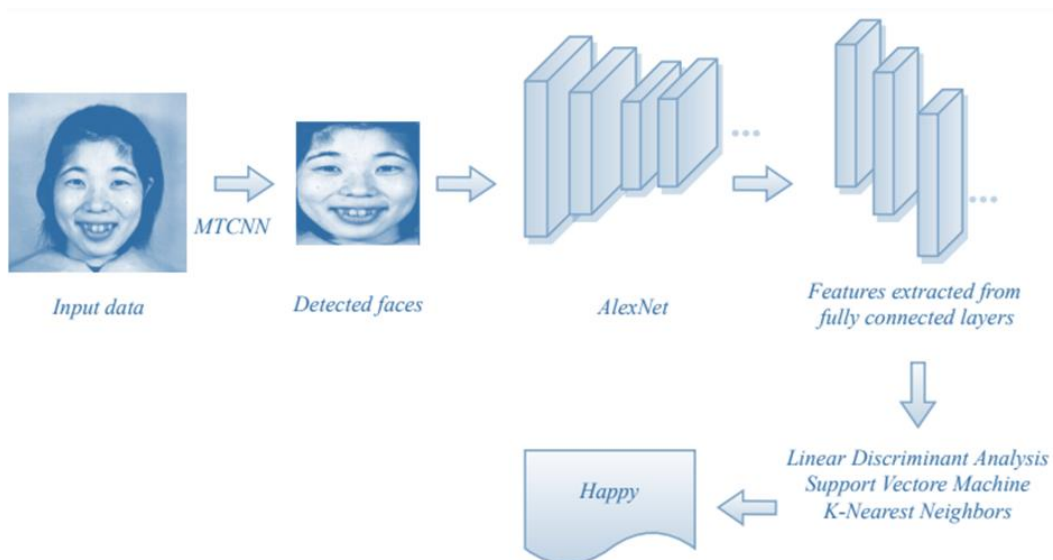 MTCNN
Input data
Detected faces
AlexNet
Features extracted from
fully connected layers
Linear Discriminant Analysis
Support Vectore Machine
K-Nearest Neighbors
Happy